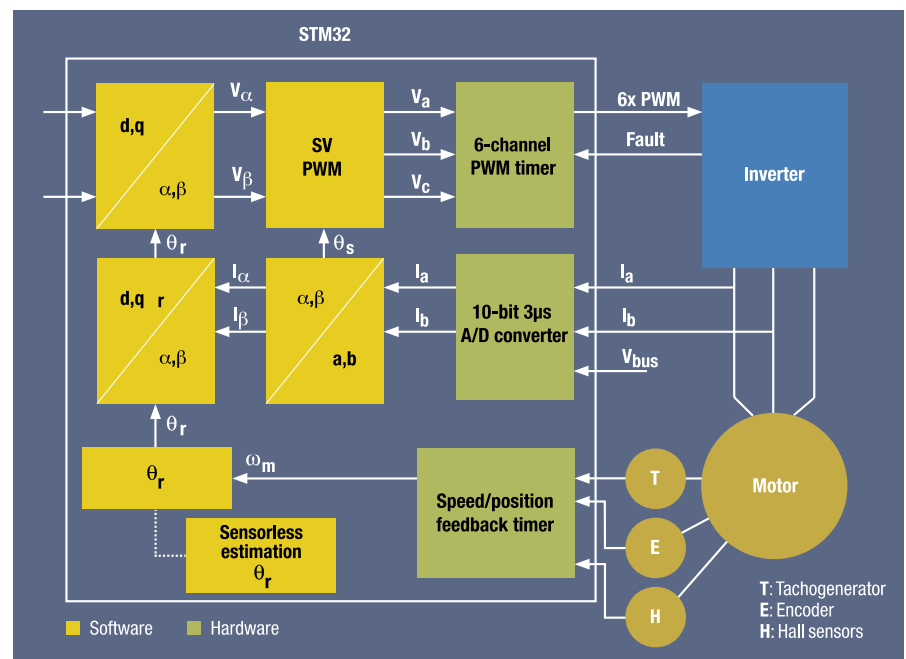 STM32
d,q
α,β
Vα
Vβ
SV
PWM
Va
Vb
Vc
6-channel
PWM timer
6x PWM
Fault
Inverter
θr
θs
d,q r
α,β
Iα
Iβ
α,β
a,b
Ia
Ib
10-bit 3µs
A/D converter
Ia
Ib
Vbus
θr
θr
ωm
Speed/position
feedback timer
T
E
H
Motor
Sensorless
estimation
θr
T: Tachogenerator
E: Encoder
H: Hall sensors
Software
Hardware